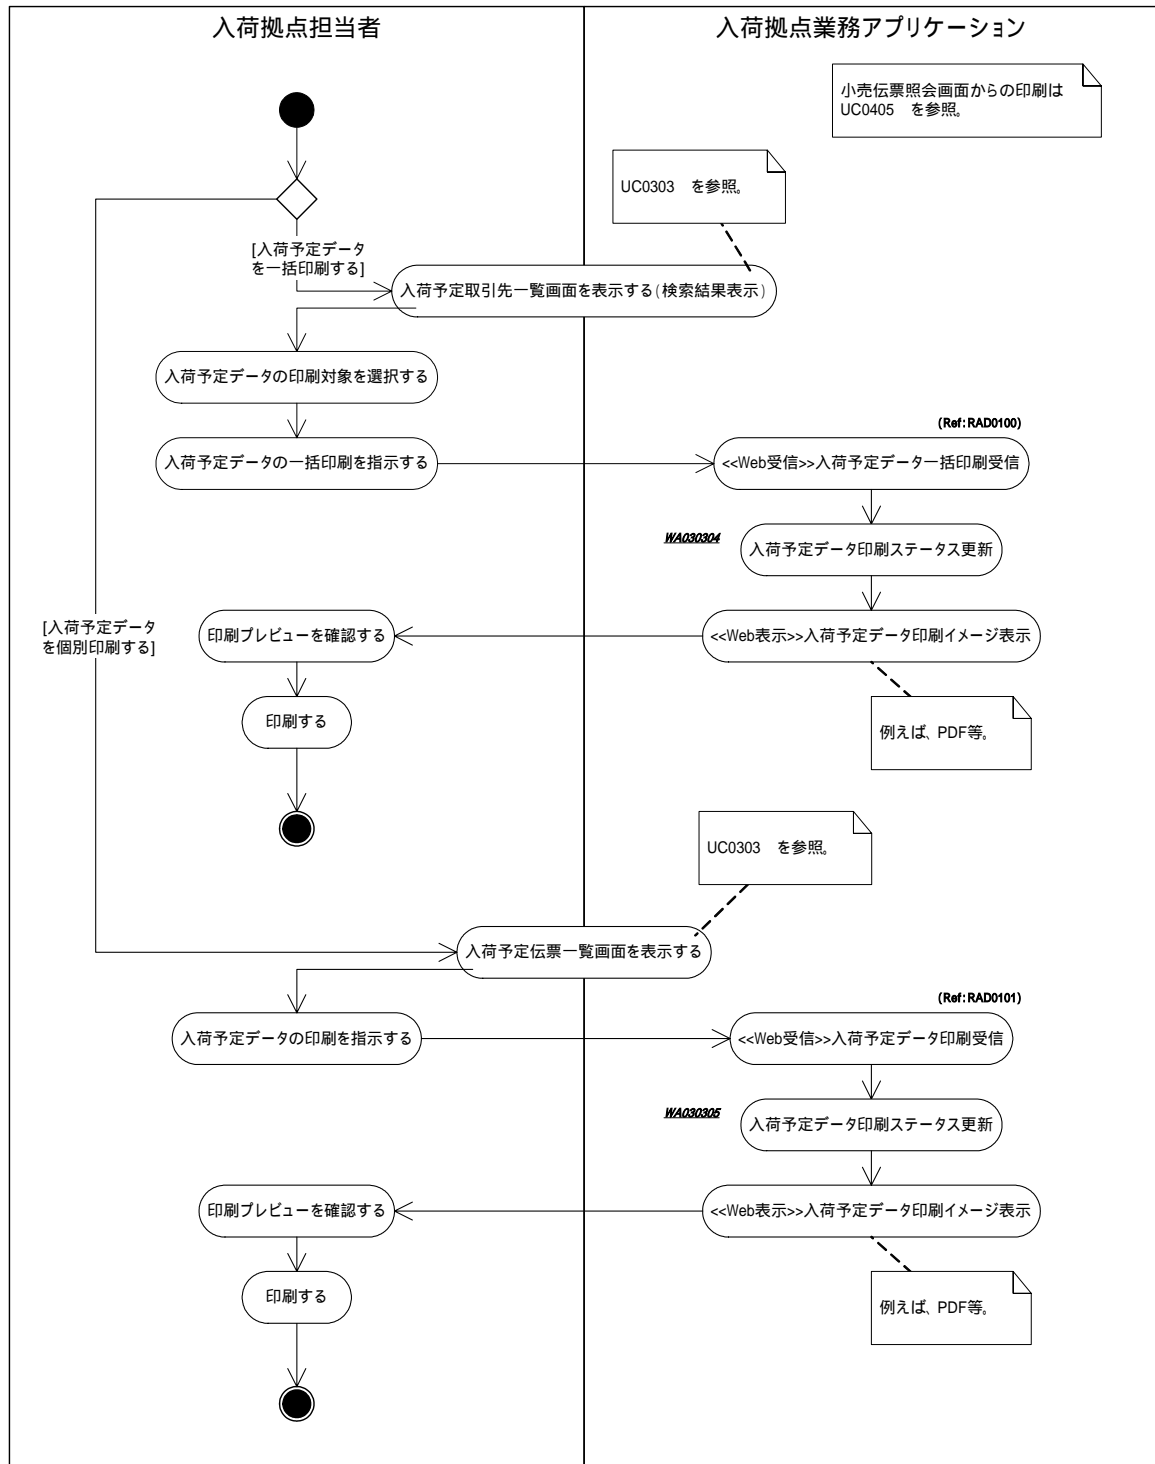 入荷拠点担当者
入荷拠点業務アプリケーション
小売伝票照会画面からの印刷は
UC0405　を参照。
UC0303　を参照。
[入荷予定データ
を一括印刷する]
入荷予定取引先一覧画面を表示する(検索結果表示)
入荷予定データの印刷対象を選択する
(Ref:RAD0100)
入荷予定データの一括印刷を指示する
<<Web受信>>入荷予定データ一括印刷受信
WA030304
入荷予定データ印刷ステータス更新
[入荷予定データ
を個別印刷する]
印刷プレビューを確認する
<<Web表示>>入荷予定データ印刷イメージ表示
印刷する
例えば、PDF等。
UC0303　を参照。
入荷予定伝票一覧画面を表示する
(Ref:RAD0101)
入荷予定データの印刷を指示する
<<Web受信>>入荷予定データ印刷受信
WA030305
入荷予定データ印刷ステータス更新
印刷プレビューを確認する
<<Web表示>>入荷予定データ印刷イメージ表示
印刷する
例えば、PDF等。